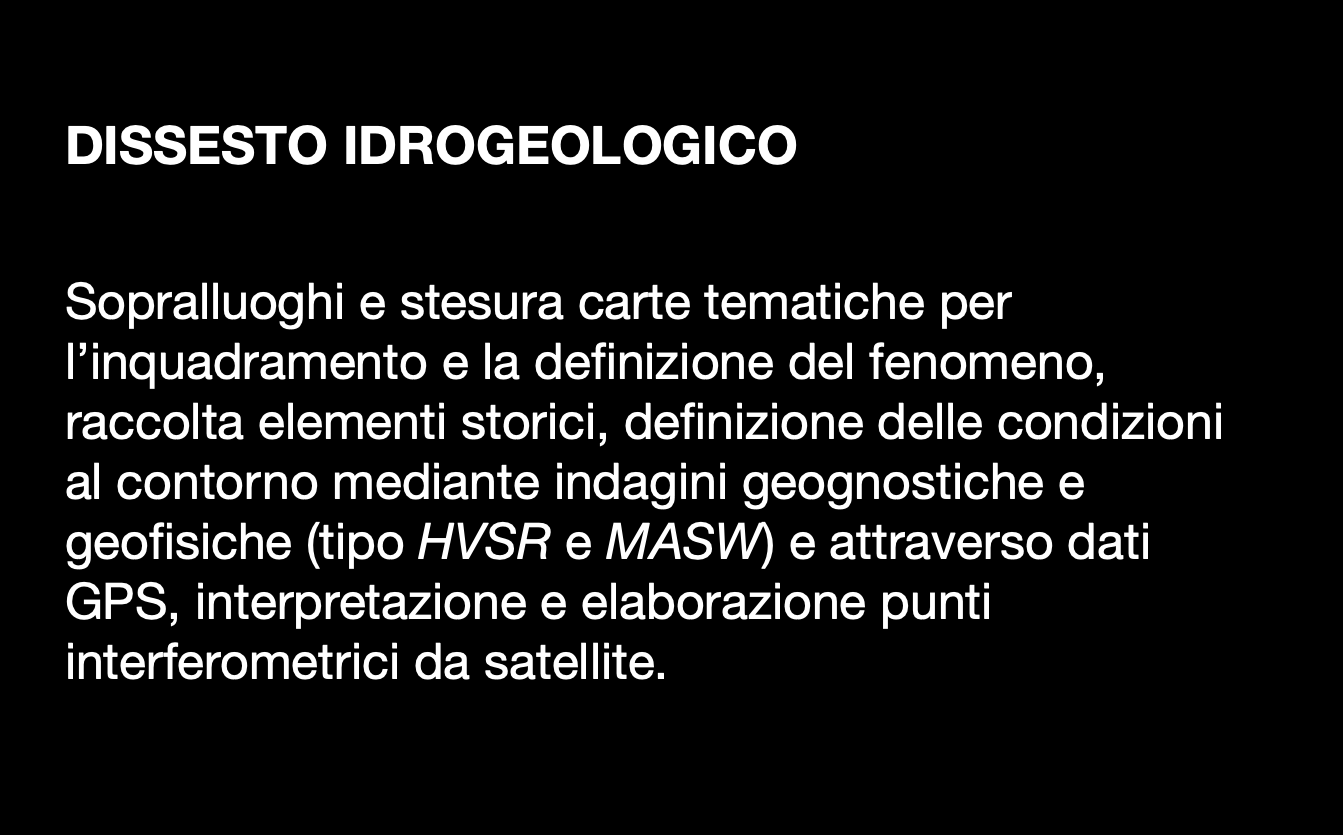 DISSESTO IDROGEOLOGICO
Sopralluoghi e stesura carte tematiche per
l’inquadramento e la definizione del fenomeno,
raccolta elementi storici, definizione delle condizioni
al contorno mediante indagini geognostiche e
geofisiche (tipo HVSR e MASW) e attraverso dati
GPS, interpretazione e elaborazione punti
interferometrici da satellite.